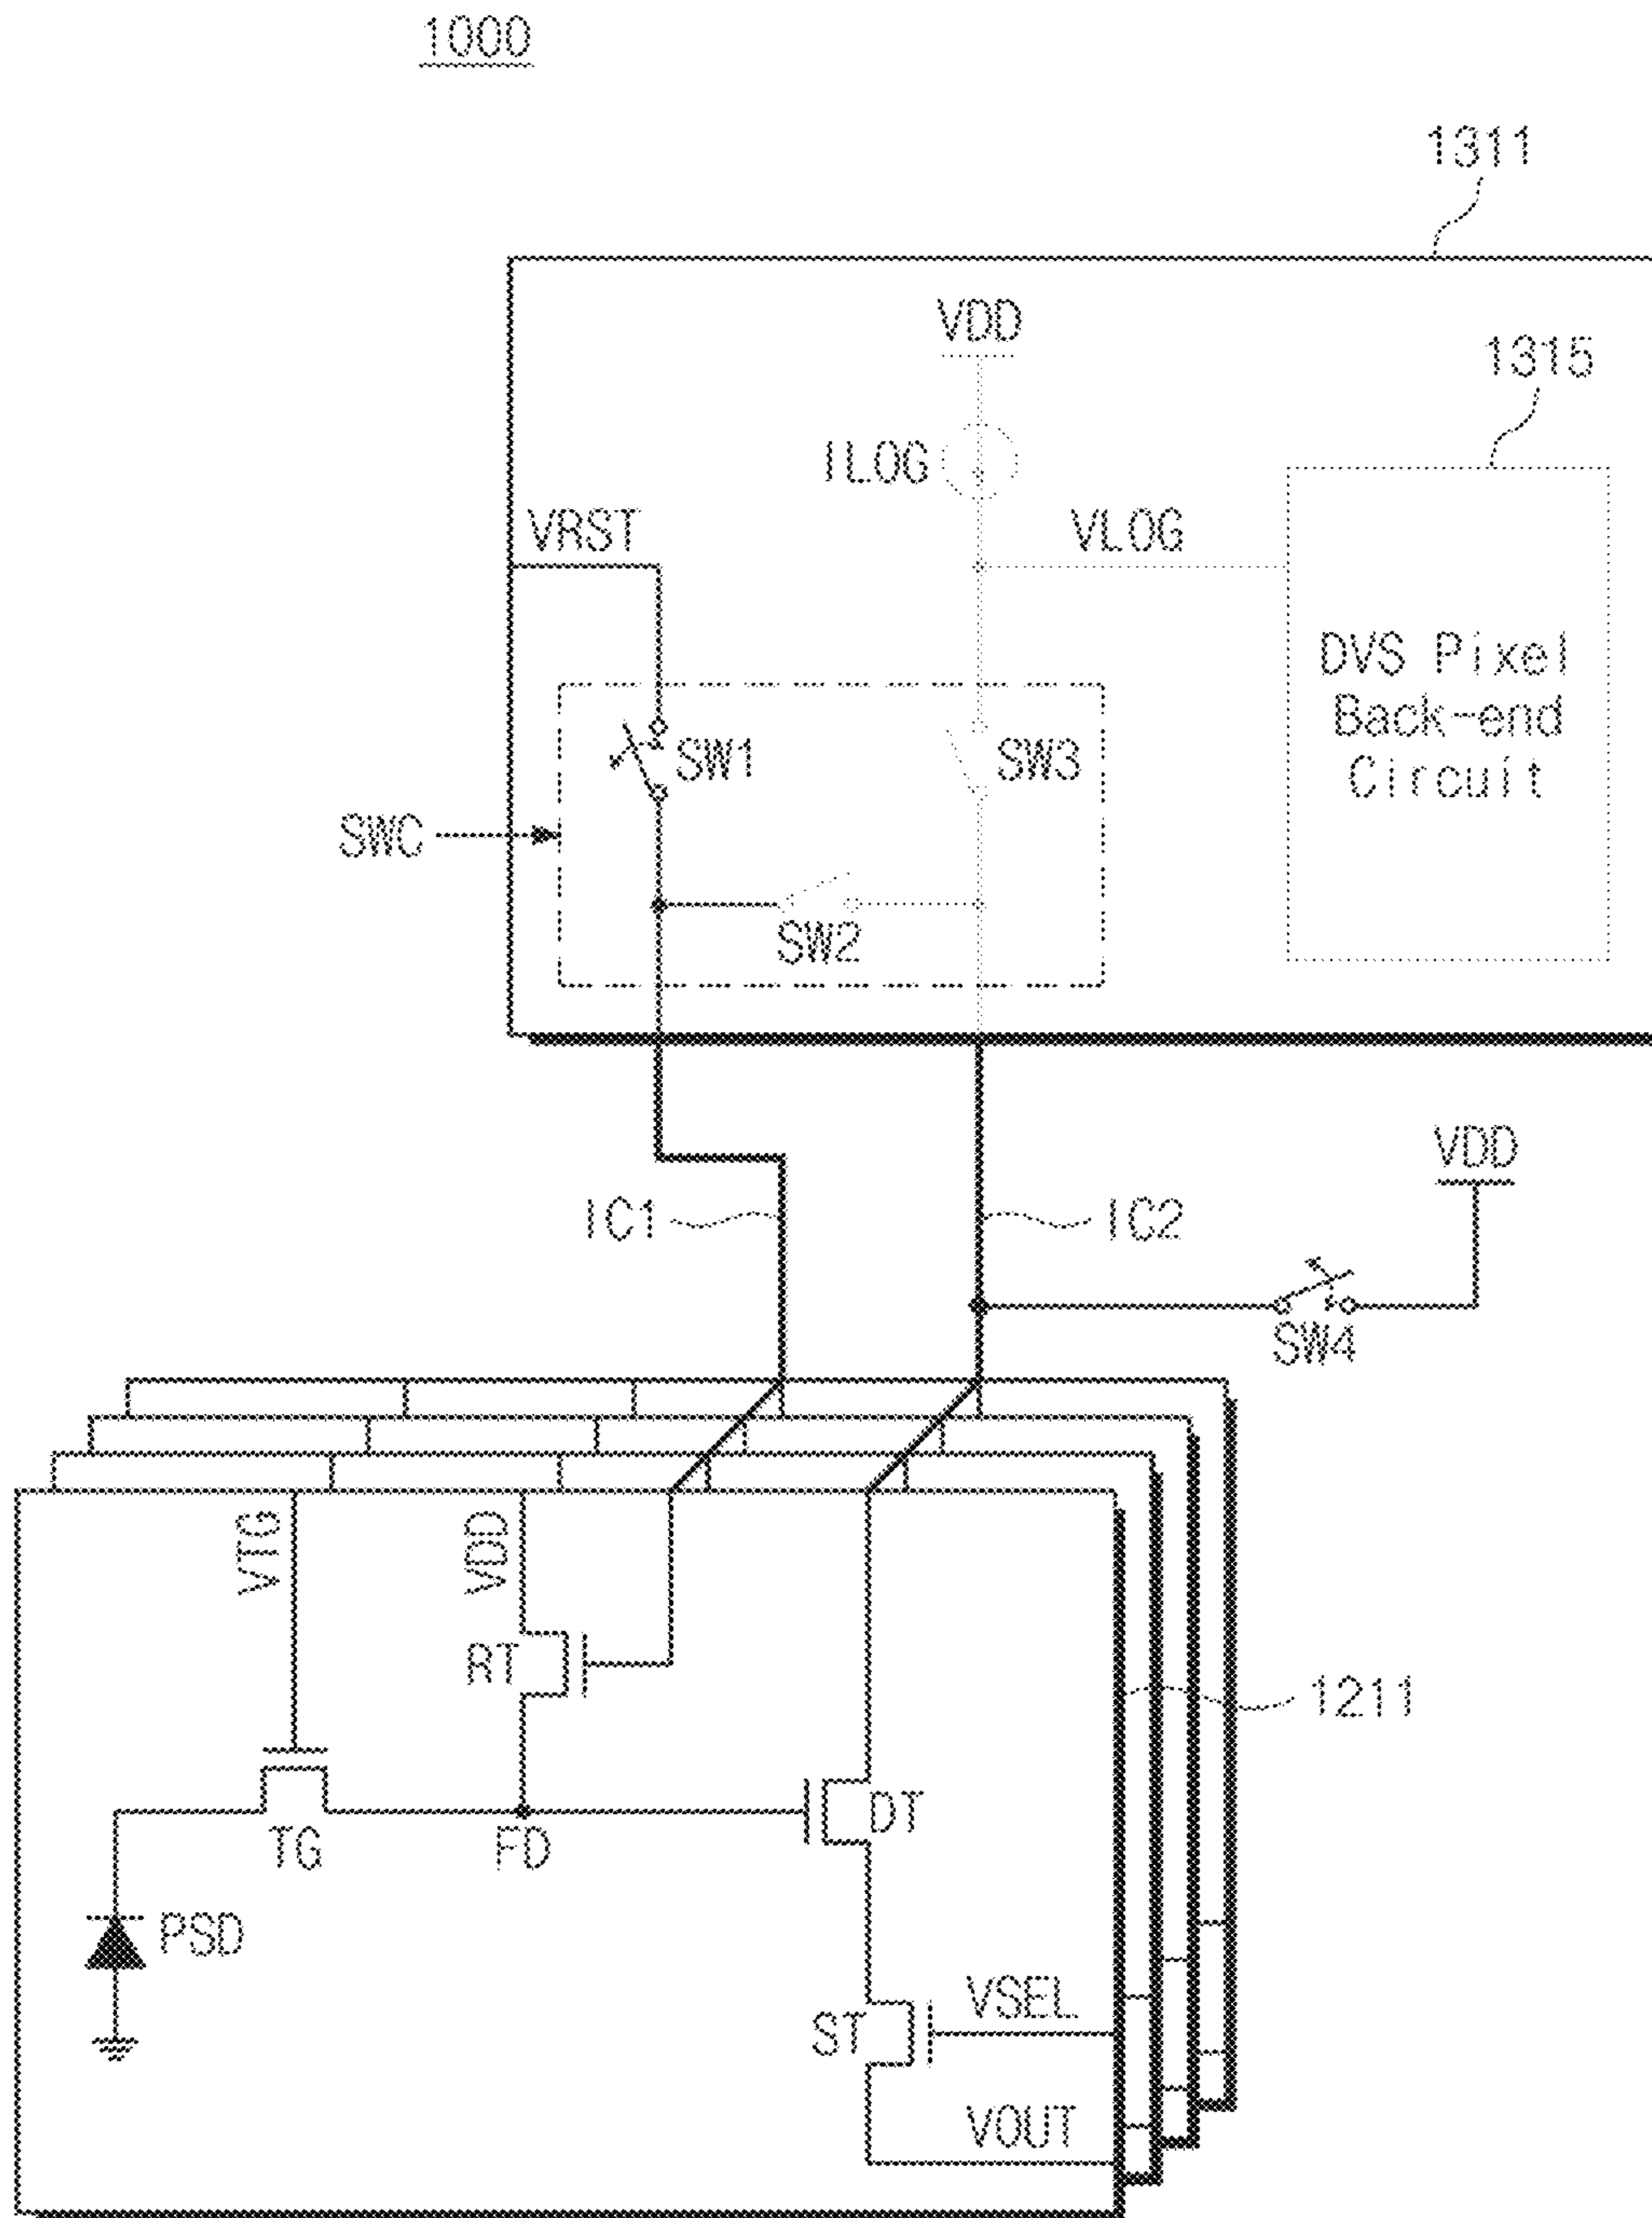 1000
1311
VDD
1315
ILOG
VRST
VLOG
DVS Pixel
Back-end
Circuit
SW1
SW3
SWC
SW2
VDD
IC1
IC2
SW4
VTG
VDD
RT
1211
DT
TG
FD
PSD
VSEL
ST
VOUT